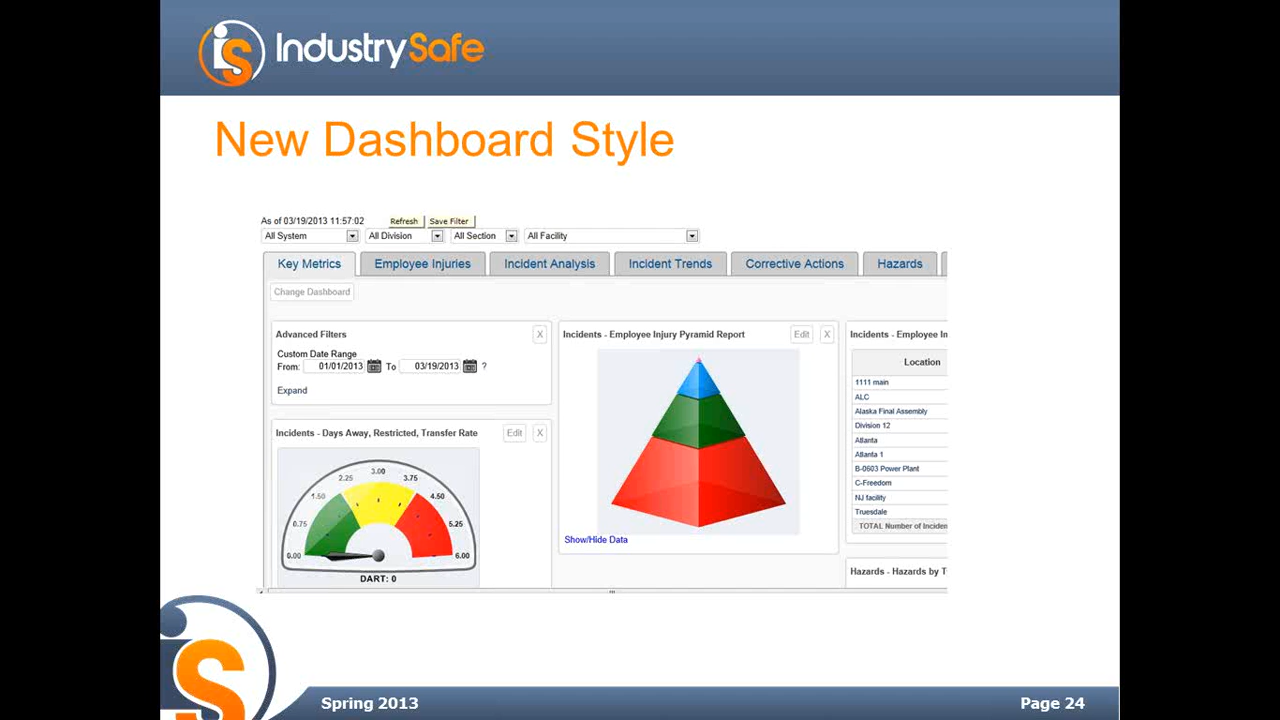 IndustrySafe
New Dashboard Style
As of 03/19/2013 11:57:02 Refresh Save Filter
All System All Division All Section All Facility
Key Metrics Employee Injuries Incident Analysis Incident Trends Corrective Actions Hazards
Change Dashboard
Advanced Filters X
Custom Date Range
From: 01/01/2013 To 03/19/2013 ?
Expand
Incidents - Days Away, Restricted, Transfer Rate Edit X
0.00
0.75
1.50
2.25
3.00
3.75
4.50
5.25
6.00
DART: 0
Incidents - Employee Injury Pyramid Report Edit X
Show/Hide Data
Incidents - Employee In
Location
1111 main
ALC
Alaska Final Assembly
Division 12
Atlanta
Atlanta 1
B-0603 Power Plant
C-Freedom
NJ facility
Truesdale
TOTAL Number of Inciden
Hazards - Hazards by T
iS
Spring 2013 Page 24